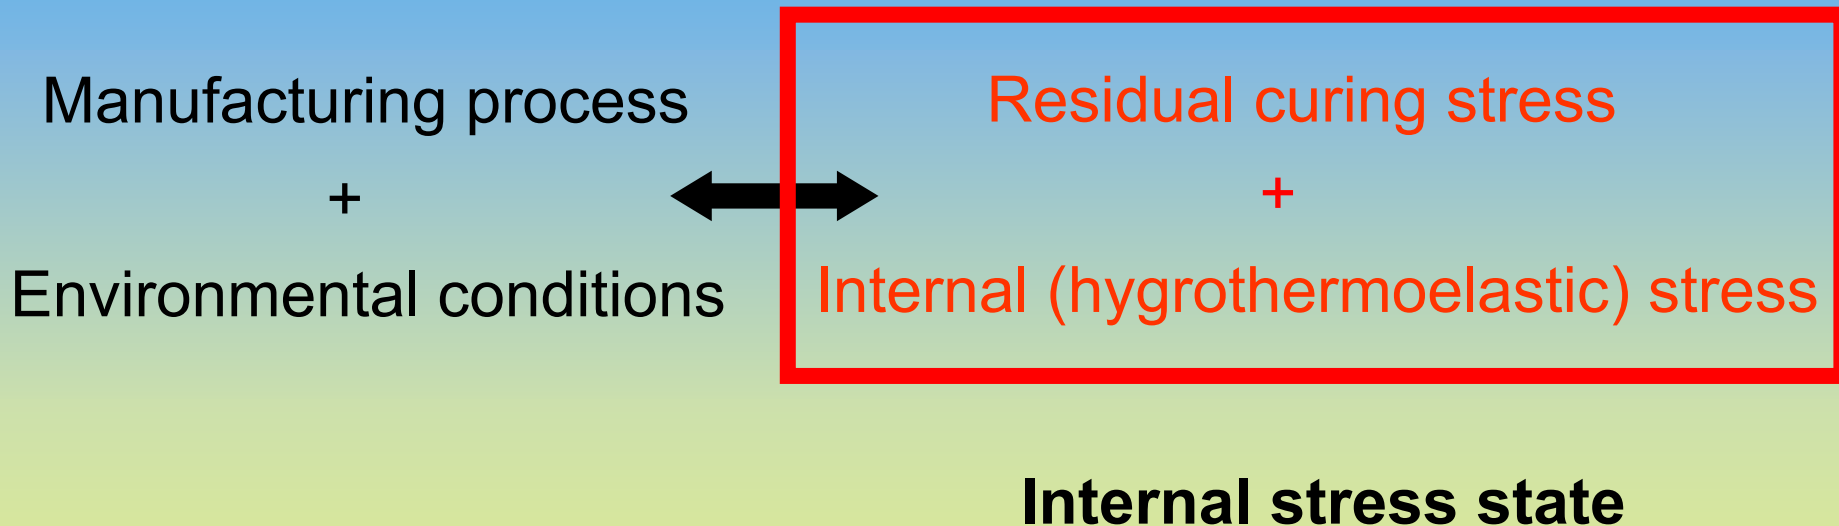 Manufacturing process
+
Environmental conditions
Residual curing stress
+
Internal (hygrothermoelastic) stress
Internal stress state